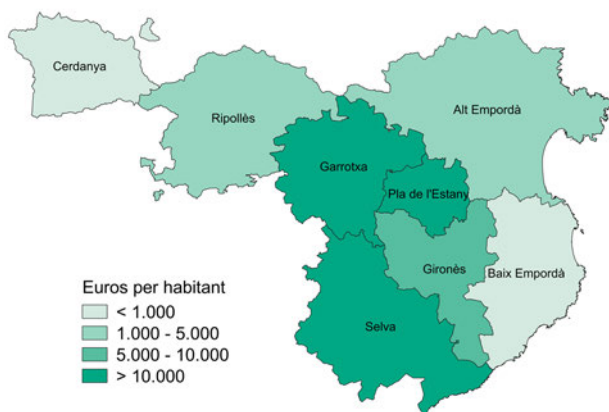 Cerdanya
Ripollès
Alt Empordà
Garrotxa
Pla de l'Estany
Gironès
Baix Empordà
Selva
Euros per habitant
< 1.000
1.000 - 5.000
5.000 - 10.000
> 10.000